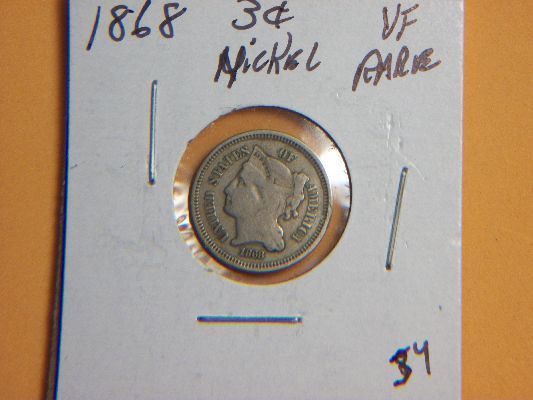 1868 3¢ VF
Nickel RARE
UNITED STATES OF AMERICA
1868
$4